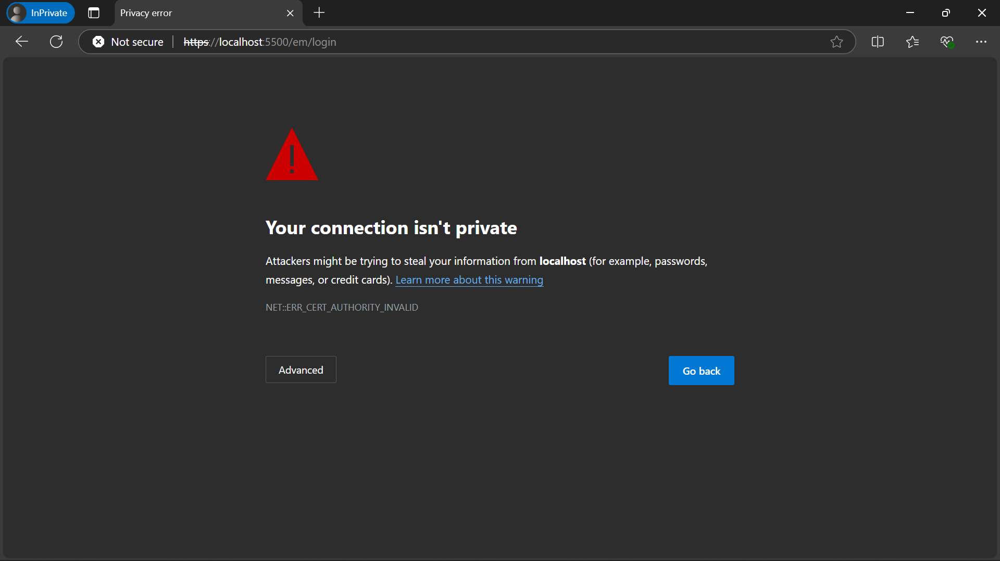 InPrivate
Privacy error
Not secure
https://localhost:5500/em/login
Your connection isn't private
Attackers might be trying to steal your information from localhost (for example, passwords,
messages, or credit cards). Learn more about this warning
NET::ERR_CERT_AUTHORITY_INVALID
Advanced
Go back